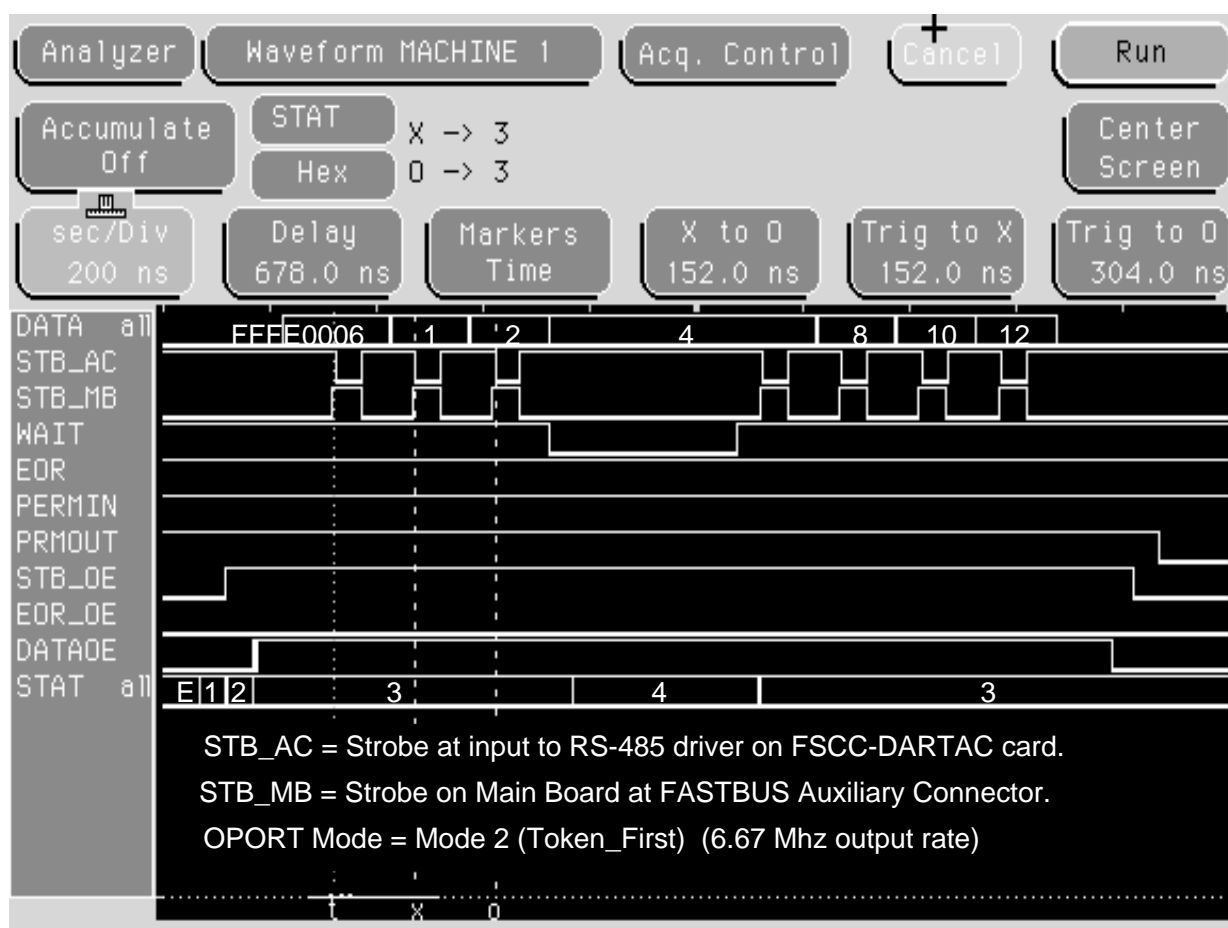 Analyzer Waveform MACHINE 1 Acq. Control Cancel Run
Accumulate Off STAT X -> 3 Center Screen
Hex O -> 3
sec/Div 200 ns Delay 678.0 ns Markers Time X to O 152.0 ns Trig to X 152.0 ns Trig to O 304.0 ns
DATA all FFFE0006 1 2 4 8 10 12
STB_AC
STB_MB
WAIT
EOR
PERMIN
PRMOUT
STB_OE
EOR_OE
DATAOE
STAT all E 1 2 3 4 3
STB_AC = Strobe at input to RS-485 driver on FSCC-DARTAC card.
STB_MB = Strobe on Main Board at FASTBUS Auxiliary Connector.
OPORT Mode = Mode 2 (Token_First) (6.67 Mhz output rate)
t X O